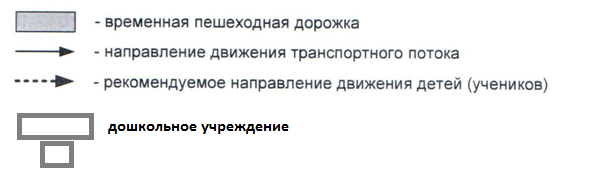 - временная пешеходная дорожка
- направление движения транспортного потока
- рекомендуемое направление движения детей (учеников)
дошкольное учреждение